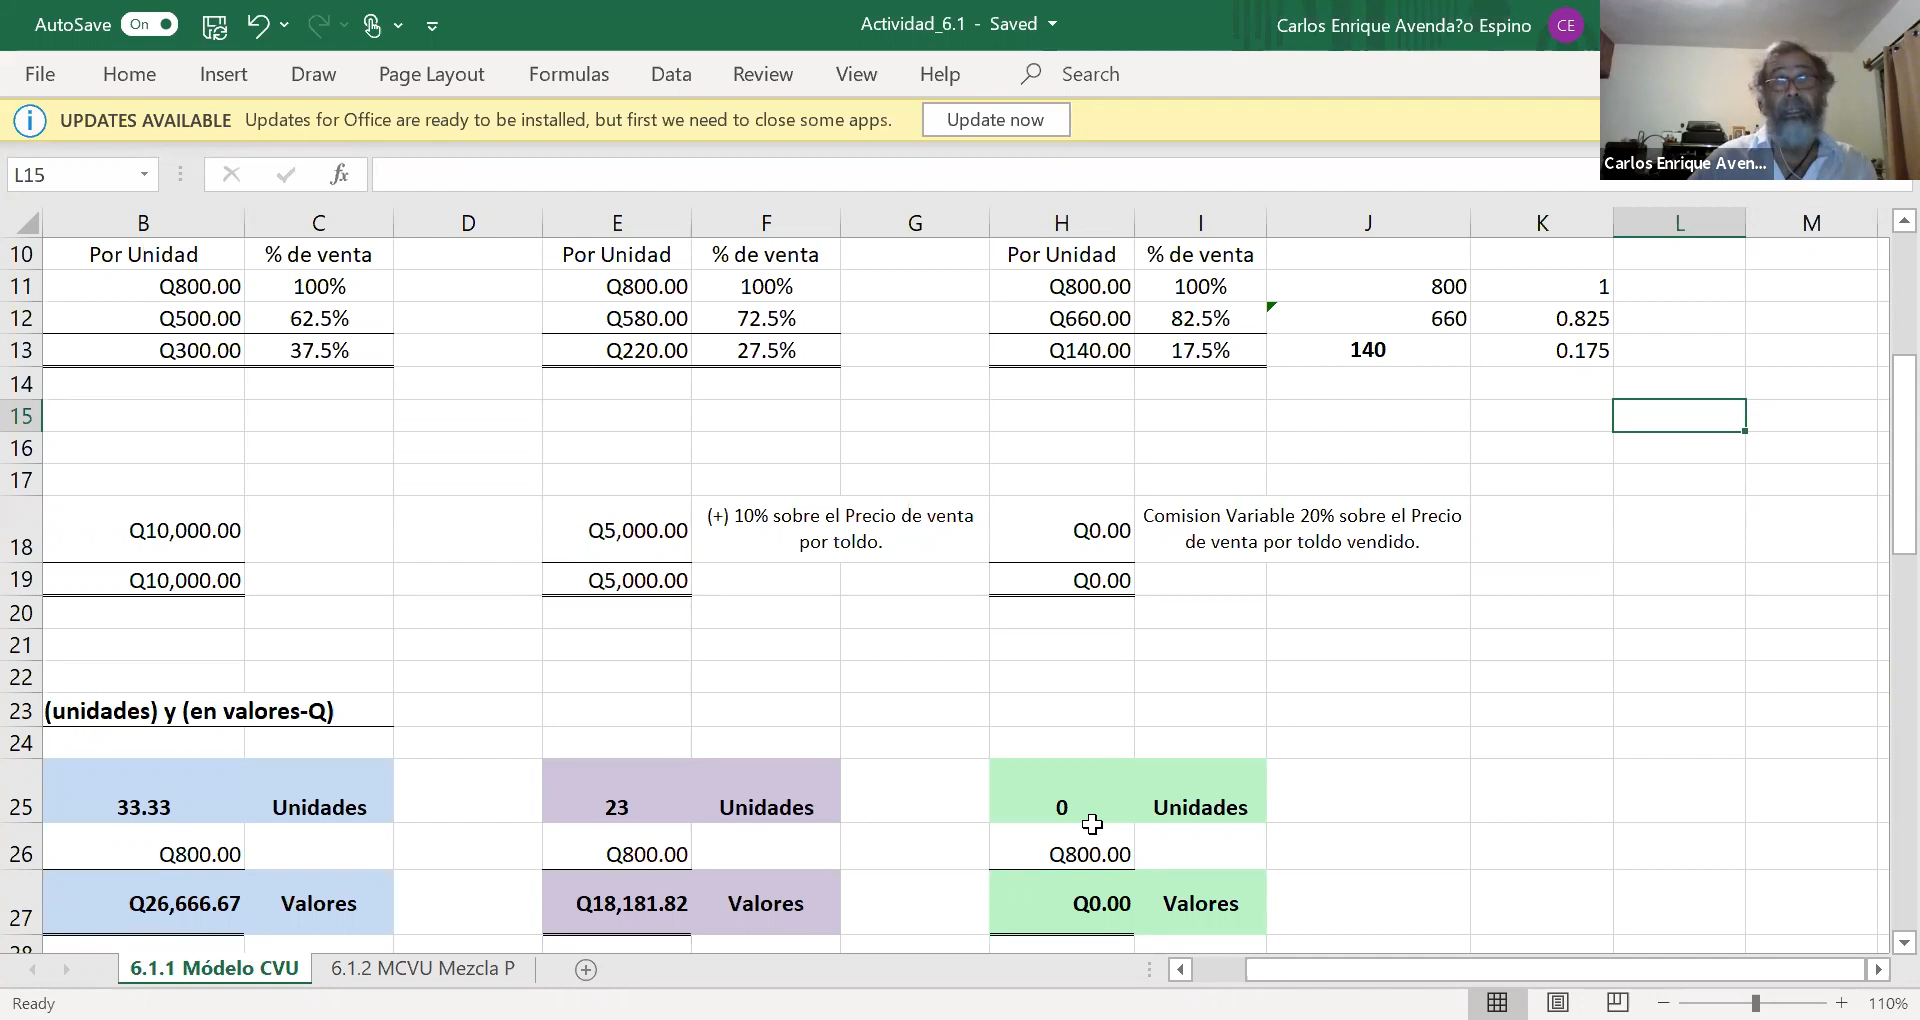 AutoSave On Actividad_6.1 - Saved Carlos Enrique Avenda?o Espino CE
File Home Insert Draw Page Layout Formulas Data Review View Help Search
UPDATES AVAILABLE Updates for Office are ready to be installed, but first we need to close some apps. Update now
Carlos Enrique Aven...
L15 fx
B C D E F G H I J K L M
10 Por Unidad % de venta Por Unidad % de venta Por Unidad % de venta
11 Q800.00 100% Q800.00 100% Q800.00 100% 800 1
12 Q500.00 62.5% Q580.00 72.5% Q660.00 82.5% 660 0.825
13 Q300.00 37.5% Q220.00 27.5% Q140.00 17.5% 140 0.175
14
15
16
17
18 Q10,000.00 Q5,000.00 (+) 10% sobre el Precio de venta por toldo. Q0.00 Comision Variable 20% sobre el Precio de venta por toldo vendido.
19 Q10,000.00 Q5,000.00 Q0.00
20
21
22
23 (unidades) y (en valores-Q)
24
25 33.33 Unidades 23 Unidades 0 Unidades
26 Q800.00 Q800.00 Q800.00
27 Q26,666.67 Valores Q18,181.82 Valores Q0.00 Valores
28
6.1.1 Módelo CVU 6.1.2 MCVU Mezcla P
Ready 110%